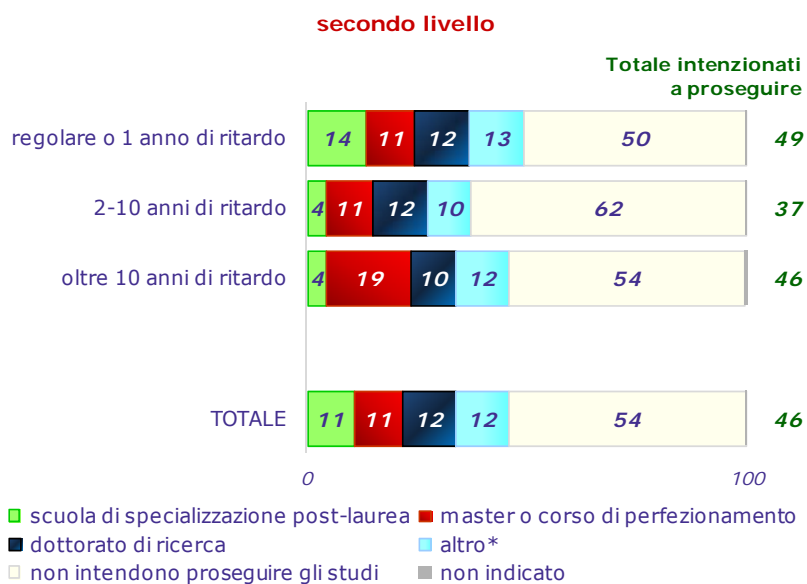 secondo livello
Totale intenzionati
a proseguire
regolare o 1 anno di ritardo 14 11 12 13 50 49
2-10 anni di ritardo 4 11 12 10 62 37
oltre 10 anni di ritardo 4 19 10 12 54 46
TOTALE 11 11 12 12 54 46
0 100
scuola di specializzazione post-laurea master o corso di perfezionamento
dottorato di ricerca altro*
non intendono proseguire gli studi non indicato